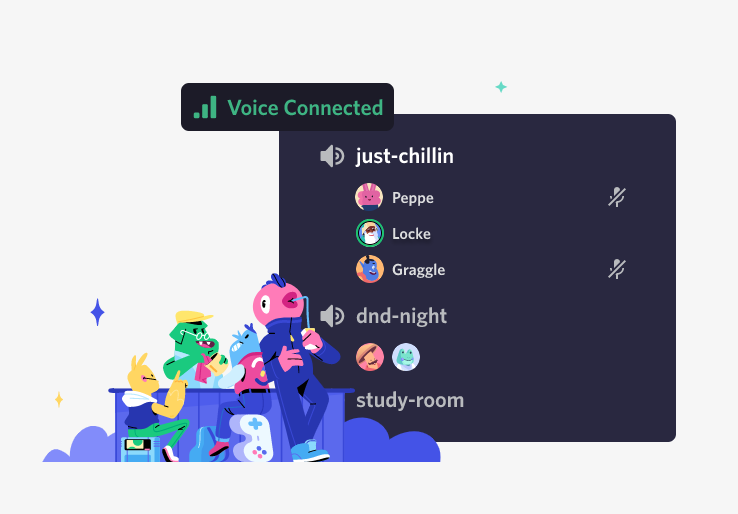 Voice Connected
just-chillin
Peppe
Locke
Graggle
dnd-night
study-room